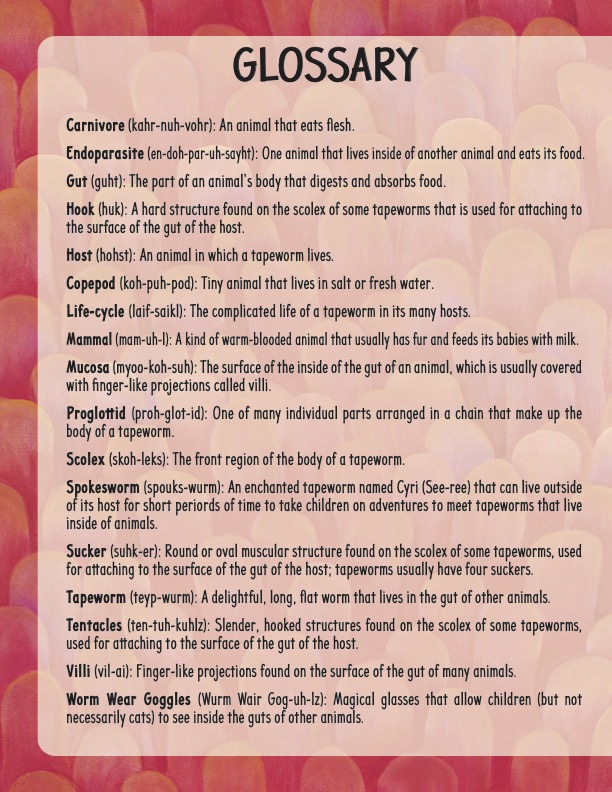 GLOSSARY
Carnivore (kahr-nuh-vohr): An animal that eats flesh.
Endoparasite (en-doh-par-uh-sayht): One animal that lives inside of another animal and eats its food.
Gut (guht): The part of an animal's body that digests and absorbs food.
Hook (huk): A hard structure found on the scolex of some tapeworms that is used for attaching to
the surface of the gut of the host.
Host (hohst): An animal in which a tapeworm lives.
Copepod (koh-puh-pod): Tiny animal that lives in salt or fresh water.
Life-cycle (laif-saikl): The complicated life of a tapeworm in its many hosts.
Mammal (mam-uh-l): A kind of warm-blooded animal that usually has fur and feeds its babies with milk.
Mucosa (myoo-koh-suh): The surface of the inside of the gut of an animal, which is usually covered
with finger-like projections called villi.
Proglottid (proh-glot-id): One of many individual parts arranged in a chain that make up the
body of a tapeworm.
Scolex (skoh-leks): The front region of the body of a tapeworm.
Spokesworm (spouks-wurm): An enchanted tapeworm named Cyri (See-ree) that can live outside
of its host for short periords of time to take children on adventures to meet tapeworms that live
inside of animals.
Sucker (suhk-er): Round or oval muscular structure found on the scolex of some tapeworms, used
for attaching to the surface of the gut of the host; tapeworms usually have four suckers.
Tapeworm (teyp-wurm): A delightful, long, flat worm that lives in the gut of other animals.
Tentacles (ten-tuh-kuhlz): Slender, hooked structures found on the scolex of some tapeworms,
used for attaching to the surface of the gut of the host.
Villi (vil-ai): Finger-like projections found on the surface of the gut of many animals.
Worm Wear Goggles (Wurm Wair Gog-uh-lz): Magical glasses that allow children (but not
necessarily cats) to see inside the guts of other animals.